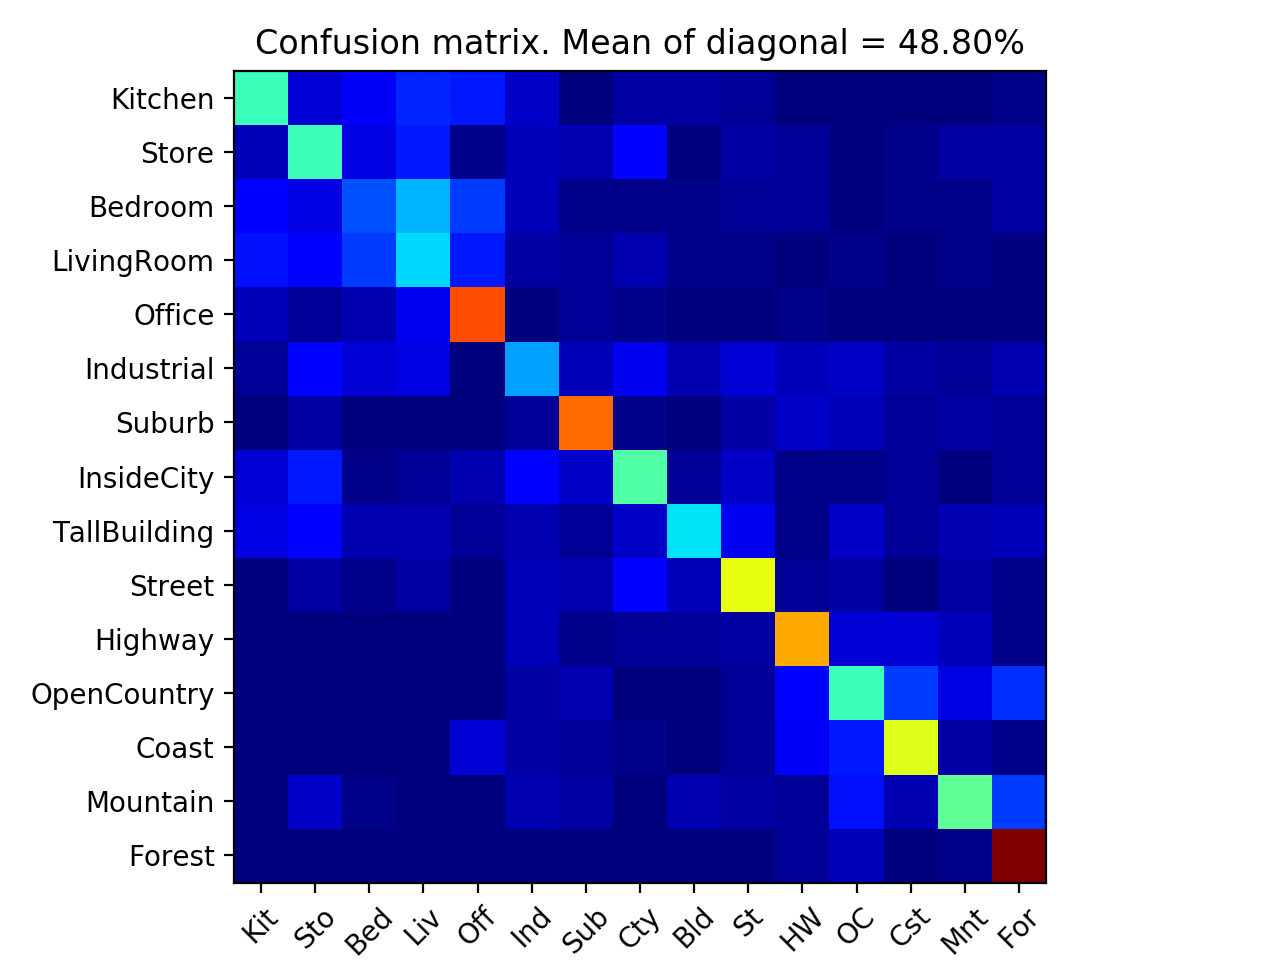 Confusion matrix. Mean of diagonal = 48.80%
Kitchen
Store
Bedroom
LivingRoom
Office
Industrial
Suburb
InsideCity
TallBuilding
Street
Highway
OpenCountry
Coast
Mountain
Forest
Kit Sto Bed Liv Off Ind Sub Cty Bld St HW OC Cst Mnt For